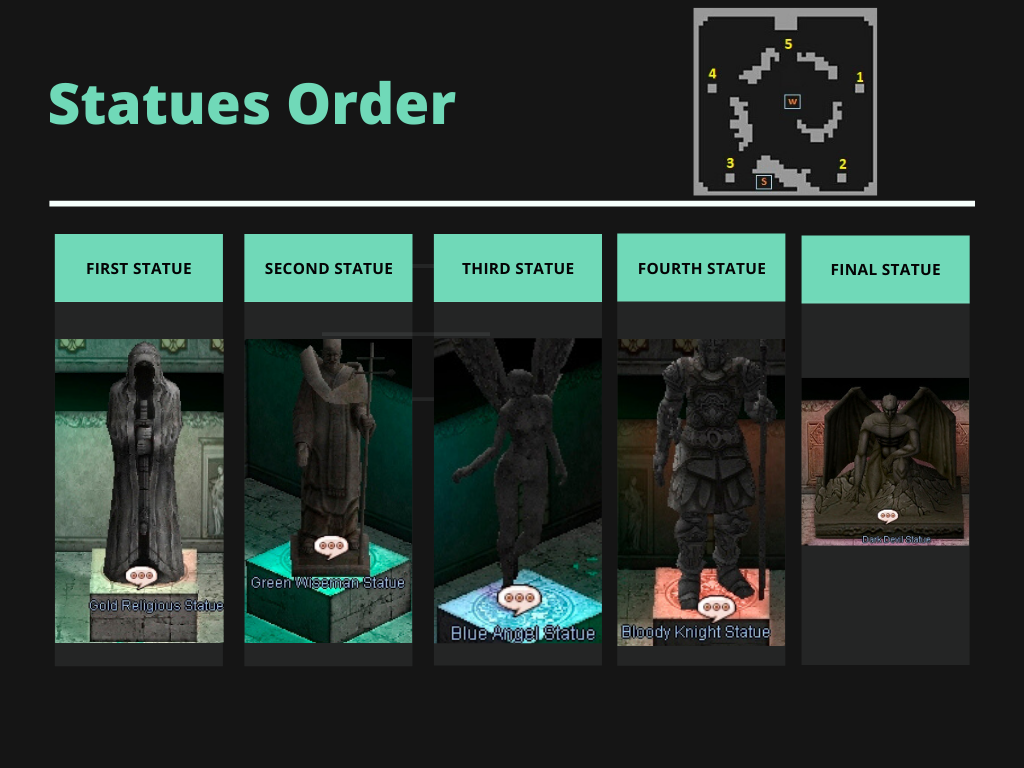 5
4
1
W
Statues Order
3
2
S
FIRST STATUE
SECOND STATUE
THIRD STATUE
FOURTH STATUE
FINAL STATUE
Gold Religious Statue
Green Wiseman Statue
Blue Angel Statue
Bloody Knight Statue
Dark Devil Statue